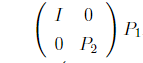 ( I 0
0 P₂ ) P₁